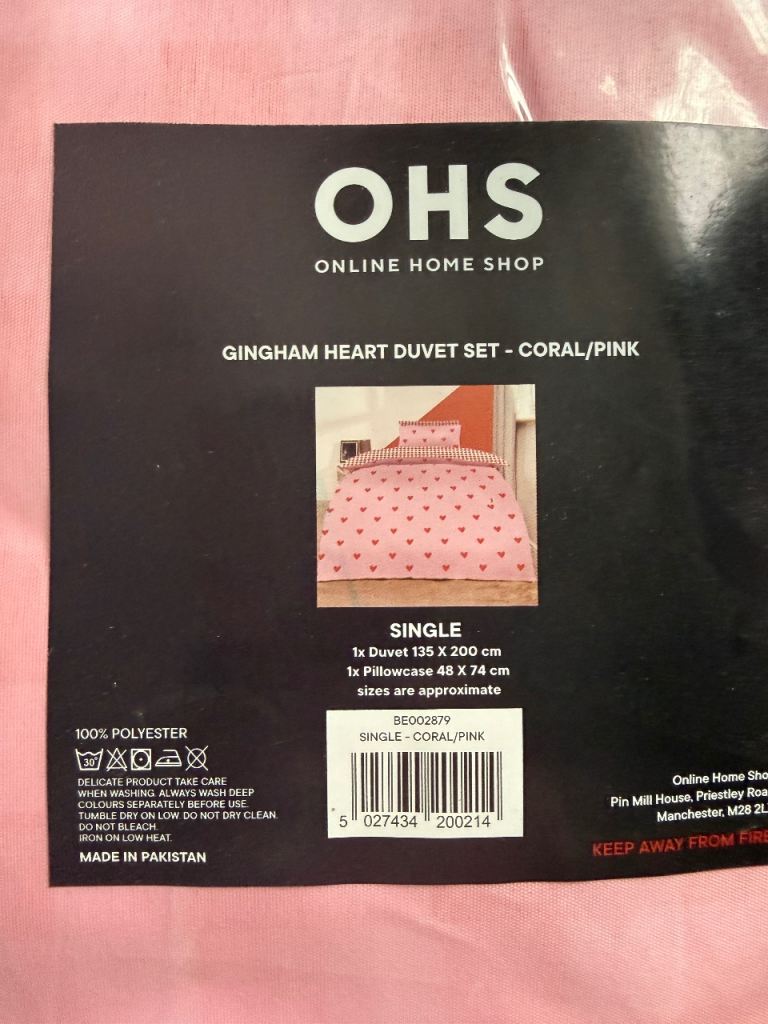 OHS
ONLINE HOME SHOP
GINGHAM HEART DUVET SET - CORAL/PINK
SINGLE
1x Duvet 135 X 200 cm
1x Pillowcase 48 X 74 cm
sizes are approximate
BE002879
SINGLE - CORAL/PINK
5 027434 200214
100% POLYESTER
30°
DELICATE PRODUCT TAKE CARE
WHEN WASHING. ALWAYS WASH DEEP
COLOURS SEPARATELY BEFORE USE.
TUMBLE DRY ON LOW. DO NOT DRY CLEAN.
DO NOT BLEACH.
IRON ON LOW HEAT.
MADE IN PAKISTAN
Online Home
Pin Mill House, Priestley
Manchester, M28
KEEP AWAY FROM FIRE